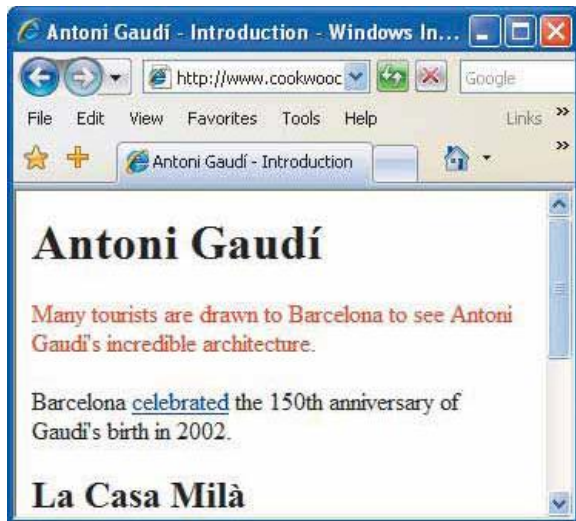 Antoni Gaudí - Introduction - Windows In...
http://www.cookwooc
Google
File Edit View Favorites Tools Help Links »
Antoni Gaudí - Introduction »
Antoni Gaudí
Many tourists are drawn to Barcelona to see Antoni
Gaudí's incredible architecture.
Barcelona celebrated the 150th anniversary of
Gaudí's birth in 2002.
La Casa Milà